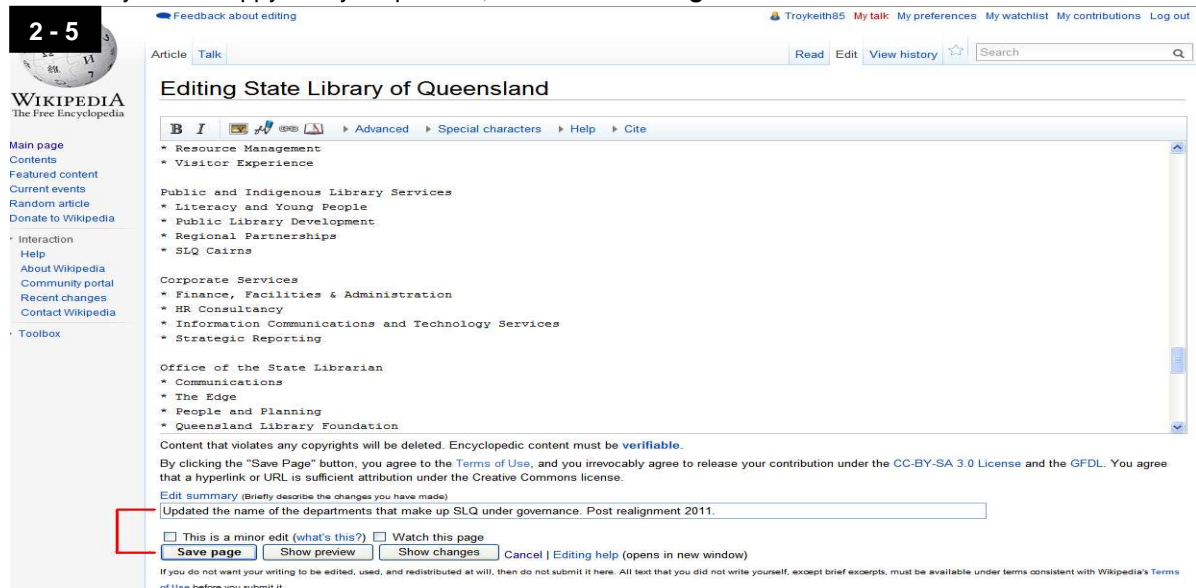 2 - 5
Feedback about editing
Troykeith85 My talk My preferences My watchlist My contributions Log out
Article Talk
Read Edit View history Search
WIKIPEDIA
The Free Encyclopedia
Main page
Contents
Featured content
Current events
Random article
Donate to Wikipedia
Interaction
Help
About Wikipedia
Community portal
Recent changes
Contact Wikipedia
Toolbox
Editing State Library of Queensland
B I Advanced Special characters Help Cite
* Resource Management
* Visitor Experience
Public and Indigenous Library Services
* Literacy and Young People
* Public Library Development
* Regional Partnerships
* SLQ Cairns
Corporate Services
* Finance, Facilities & Administration
* HR Consultancy
* Information Communications and Technology Services
* Strategic Reporting
Office of the State Librarian
* Communications
* The Edge
* People and Planning
* Queensland Library Foundation
Content that violates any copyrights will be deleted. Encyclopedic content must be verifiable.
By clicking the "Save Page" button, you agree to the Terms of Use, and you irrevocably agree to release your contribution under the CC-BY-SA 3.0 License and the GFDL. You agree
that a hyperlink or URL is sufficient attribution under the Creative Commons license.
Edit summary (Briefly describe the changes you have made)
Updated the name of the departments that make up SLQ under governance. Post realignment 2011.
This is a minor edit (what's this?) Watch this page
Save page Show preview Show changes Cancel | Editing help (opens in new window)
If you do not want your writing to be edited, used, and redistributed at will, then do not submit it here. All text that you did not write yourself, except brief excerpts, must be available under terms consistent with Wikipedia's Terms
of Use before you submit it.